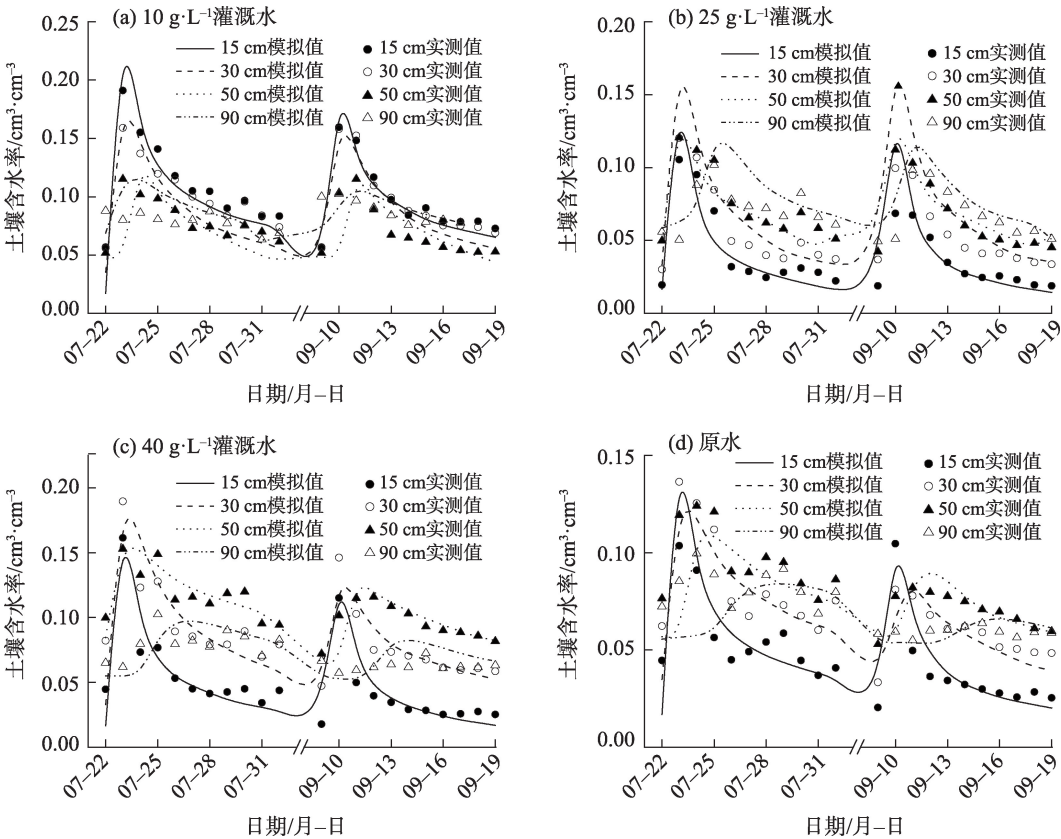 (a) 10 g·L⁻¹灌溉水
15 cm模拟值
15 cm实测值
30 cm模拟值
30 cm实测值
50 cm模拟值
50 cm实测值
90 cm模拟值
90 cm实测值
土壤含水率/cm³·cm⁻³
0.25
0.20
0.15
0.10
0.05
0.00
07–22
07–25
07–28
07–31
09–10
09–13
09–16
09–19
日期/月–日
(b) 25 g·L⁻¹灌溉水
15 cm模拟值
15 cm实测值
30 cm模拟值
30 cm实测值
50 cm模拟值
50 cm实测值
90 cm模拟值
90 cm实测值
土壤含水率/cm³·cm⁻³
0.20
0.15
0.10
0.05
0.00
07–22
07–25
07–28
07–31
09–10
09–13
09–16
09–19
日期/月–日
(c) 40 g·L⁻¹灌溉水
15 cm模拟值
15 cm实测值
30 cm模拟值
30 cm实测值
50 cm模拟值
50 cm实测值
90 cm模拟值
90 cm实测值
土壤含水率/cm³·cm⁻³
0.20
0.15
0.10
0.05
0.00
07–22
07–25
07–28
07–31
09–10
09–13
09–16
09–19
日期/月–日
(d) 原水
15 cm模拟值
15 cm实测值
30 cm模拟值
30 cm实测值
50 cm模拟值
50 cm实测值
90 cm模拟值
90 cm实测值
土壤含水率/cm³·cm⁻³
0.15
0.10
0.05
0.00
07–22
07–25
07–28
07–31
09–10
09–13
09–16
09–19
日期/月–日